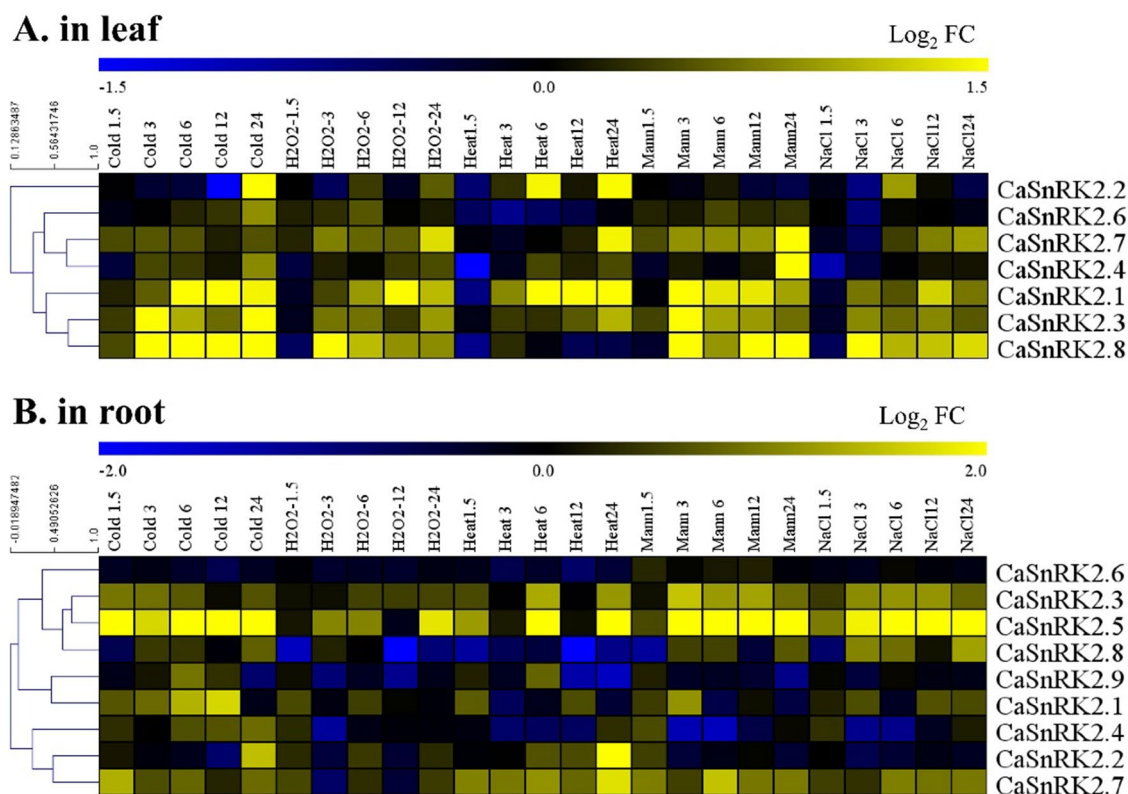 A. in leaf
Log2 FC
-1.5 0.0 1.5
0.12863487 0.56431746 1.0
Cold 1.5 Cold 3 Cold 6 Cold 12 Cold 24 H2O2-1.5 H2O2-3 H2O2-6 H2O2-12 H2O2-24 Heat1.5 Heat 3 Heat 6 Heat12 Heat24 Mann1.5 Mann 3 Mann 6 Mann12 Mann24 NaCl 1.5 NaCl 3 NaCl 6 NaCl12 NaCl24
CaSnRK2.2
CaSnRK2.6
CaSnRK2.7
CaSnRK2.4
CaSnRK2.1
CaSnRK2.3
CaSnRK2.8
B. in root
Log2 FC
-2.0 0.0 2.0
-0.018947482 0.49052626 1.0
Cold 1.5 Cold 3 Cold 6 Cold 12 Cold 24 H2O2-1.5 H2O2-3 H2O2-6 H2O2-12 H2O2-24 Heat1.5 Heat 3 Heat 6 Heat12 Heat24 Mann1.5 Mann 3 Mann 6 Mann12 Mann24 NaCl 1.5 NaCl 3 NaCl 6 NaCl12 NaCl24
CaSnRK2.6
CaSnRK2.3
CaSnRK2.5
CaSnRK2.8
CaSnRK2.9
CaSnRK2.1
CaSnRK2.4
CaSnRK2.2
CaSnRK2.7